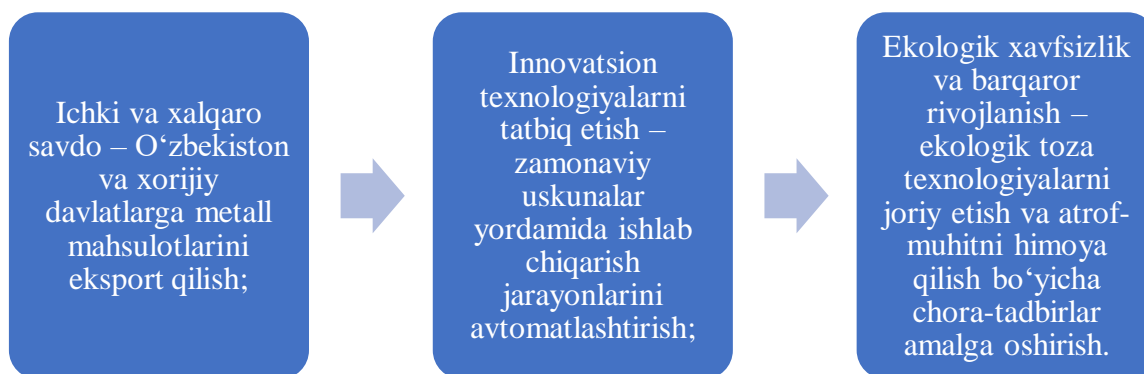 Ichki va xalqaro
savdo – O‘zbekiston
va xorijiy
davlatlarga metall
mahsulotlarini
eksport qilish;
Innovatsion
texnologiyalarni
tatbiq etish –
zamonaviy
uskunalar
yordamida ishlab
chiqarish
jarayonlarini
avtomatlashtirish;
Ekologik xavfsizlik
va barqaror
rivojlanish –
ekologik toza
texnologiyalarni
joriy etish va atrof-
muhitni himoya
qilish bo‘yicha
chora-tadbirlar
amalga oshirish.